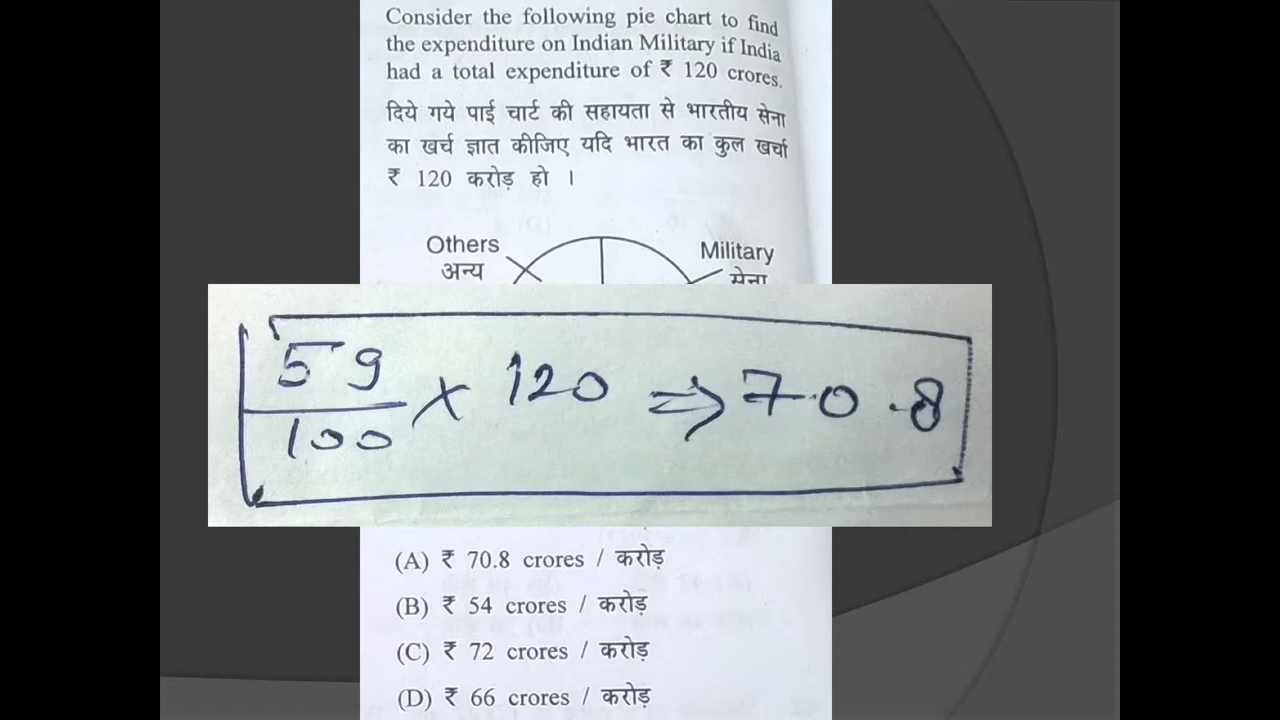 Consider the following pie chart to find
the expenditure on Indian Military if India
had a total expenditure of ₹ 120 crores.
दिये गये पाई चार्ट की सहायता से भारतीय सेना
का खर्च ज्ञात कीजिए यदि भारत का कुल खर्चा
₹ 120 करोड़ हो ।
Others
अन्य
Military
सेना
59
100
× 120 ⇒ 70.8
(A) ₹ 70.8 crores / करोड़
(B) ₹ 54 crores / करोड़
(C) ₹ 72 crores / करोड़
(D) ₹ 66 crores / करोड़